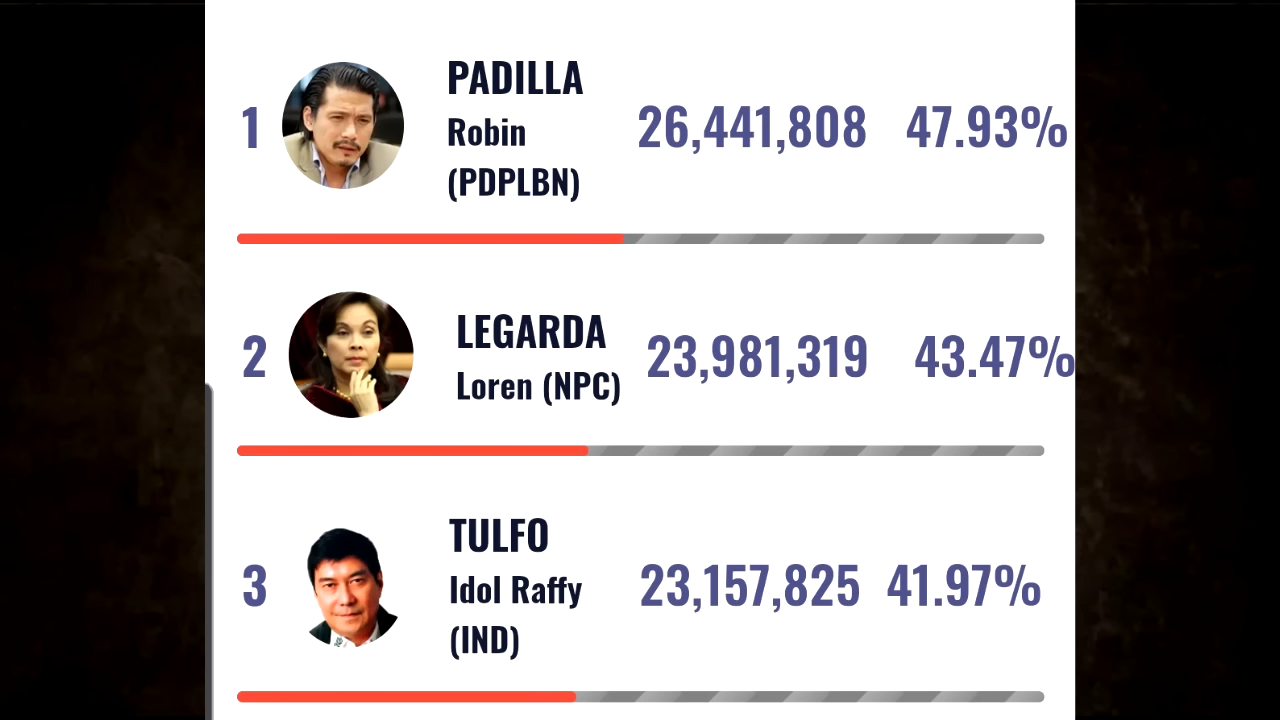 1 PADILLA 26,441,808 47.93%
Robin
(PDPLBN)
2 LEGARDA 23,981,319 43.47%
Loren (NPC)
3 TULFO 23,157,825 41.97%
Idol Raffy
(IND)